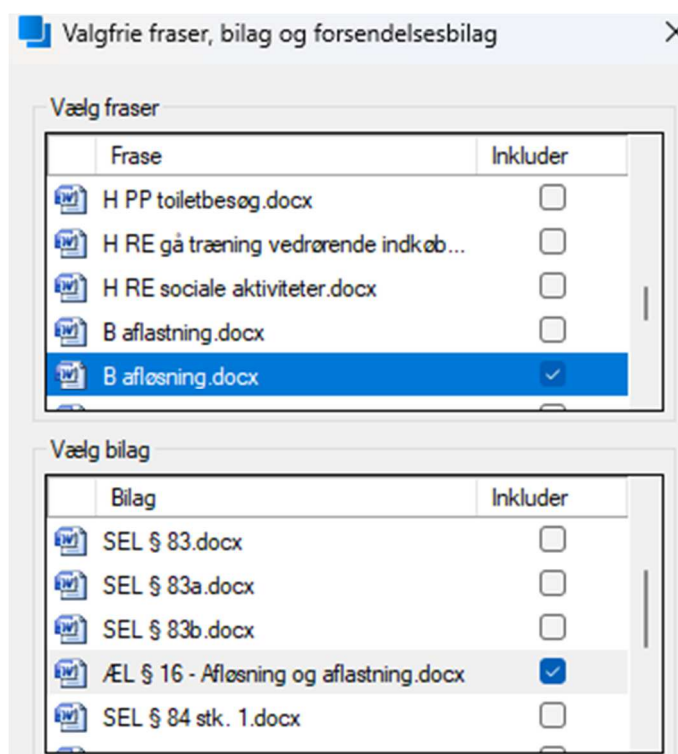 Valgfrie fraser, bilag og forsendelsesbilag
Vælg fraser
Frase Inkluder
H PP toiletbesøg.docx
H RE gå træning vedrørende indkøb...
H RE sociale aktiviteter.docx
B aflastning.docx
B afløsning.docx
Vælg bilag
Bilag Inkluder
SEL § 83.docx
SEL § 83a.docx
SEL § 83b.docx
ÆL § 16 - Afløsning og aflastning.docx
SEL § 84 stk. 1.docx